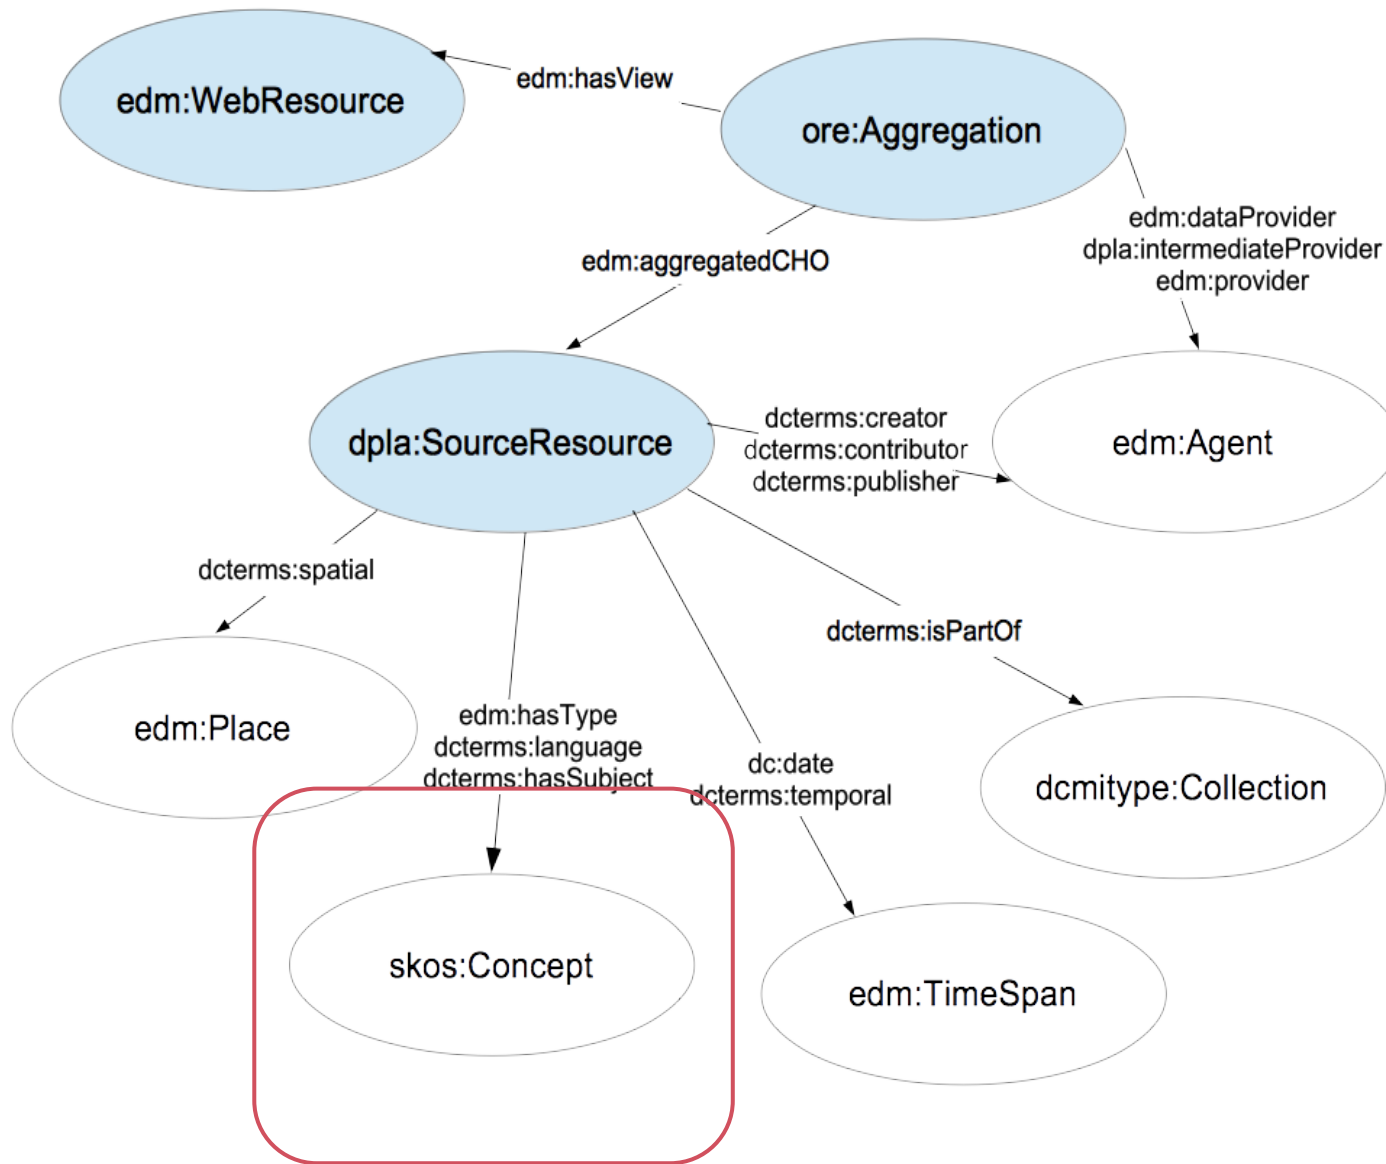 edm:WebResource
edm:hasView
ore:Aggregation
edm:dataProvider
dpla:intermediateProvider
edm:provider
edm:aggregatedCHO
dpla:SourceResource
dcterms:creator
dcterms:contributor
dcterms:publisher
edm:Agent
dcterms:spatial
dcterms:isPartOf
edm:Place
edm:hasType
dcterms:language
dcterms:hasSubject
dc:date
dcterms:temporal
dcmitype:Collection
skos:Concept
edm:TimeSpan